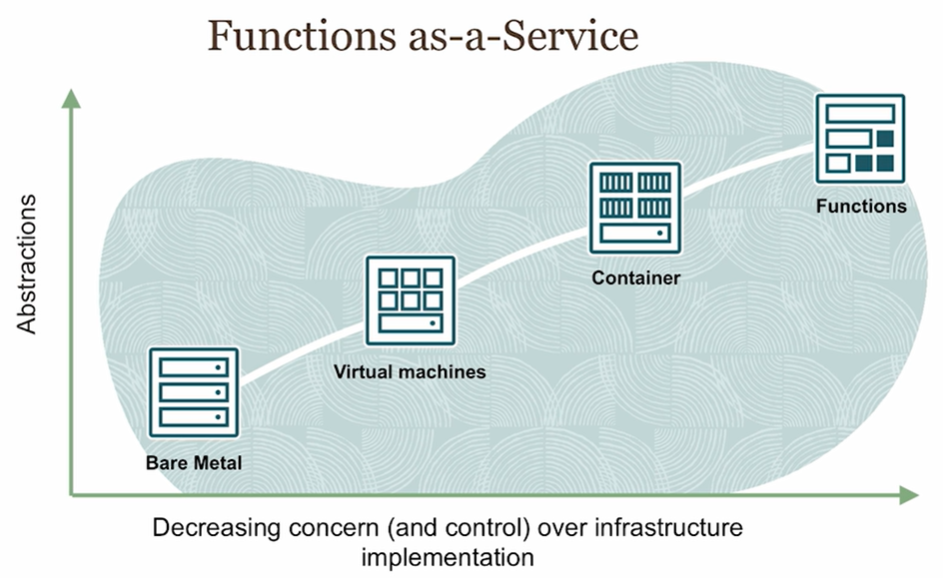 Functions as-a-Service
Abstractions
Functions
Container
Virtual machines
Bare Metal
Decreasing concern (and control) over infrastructure
implementation